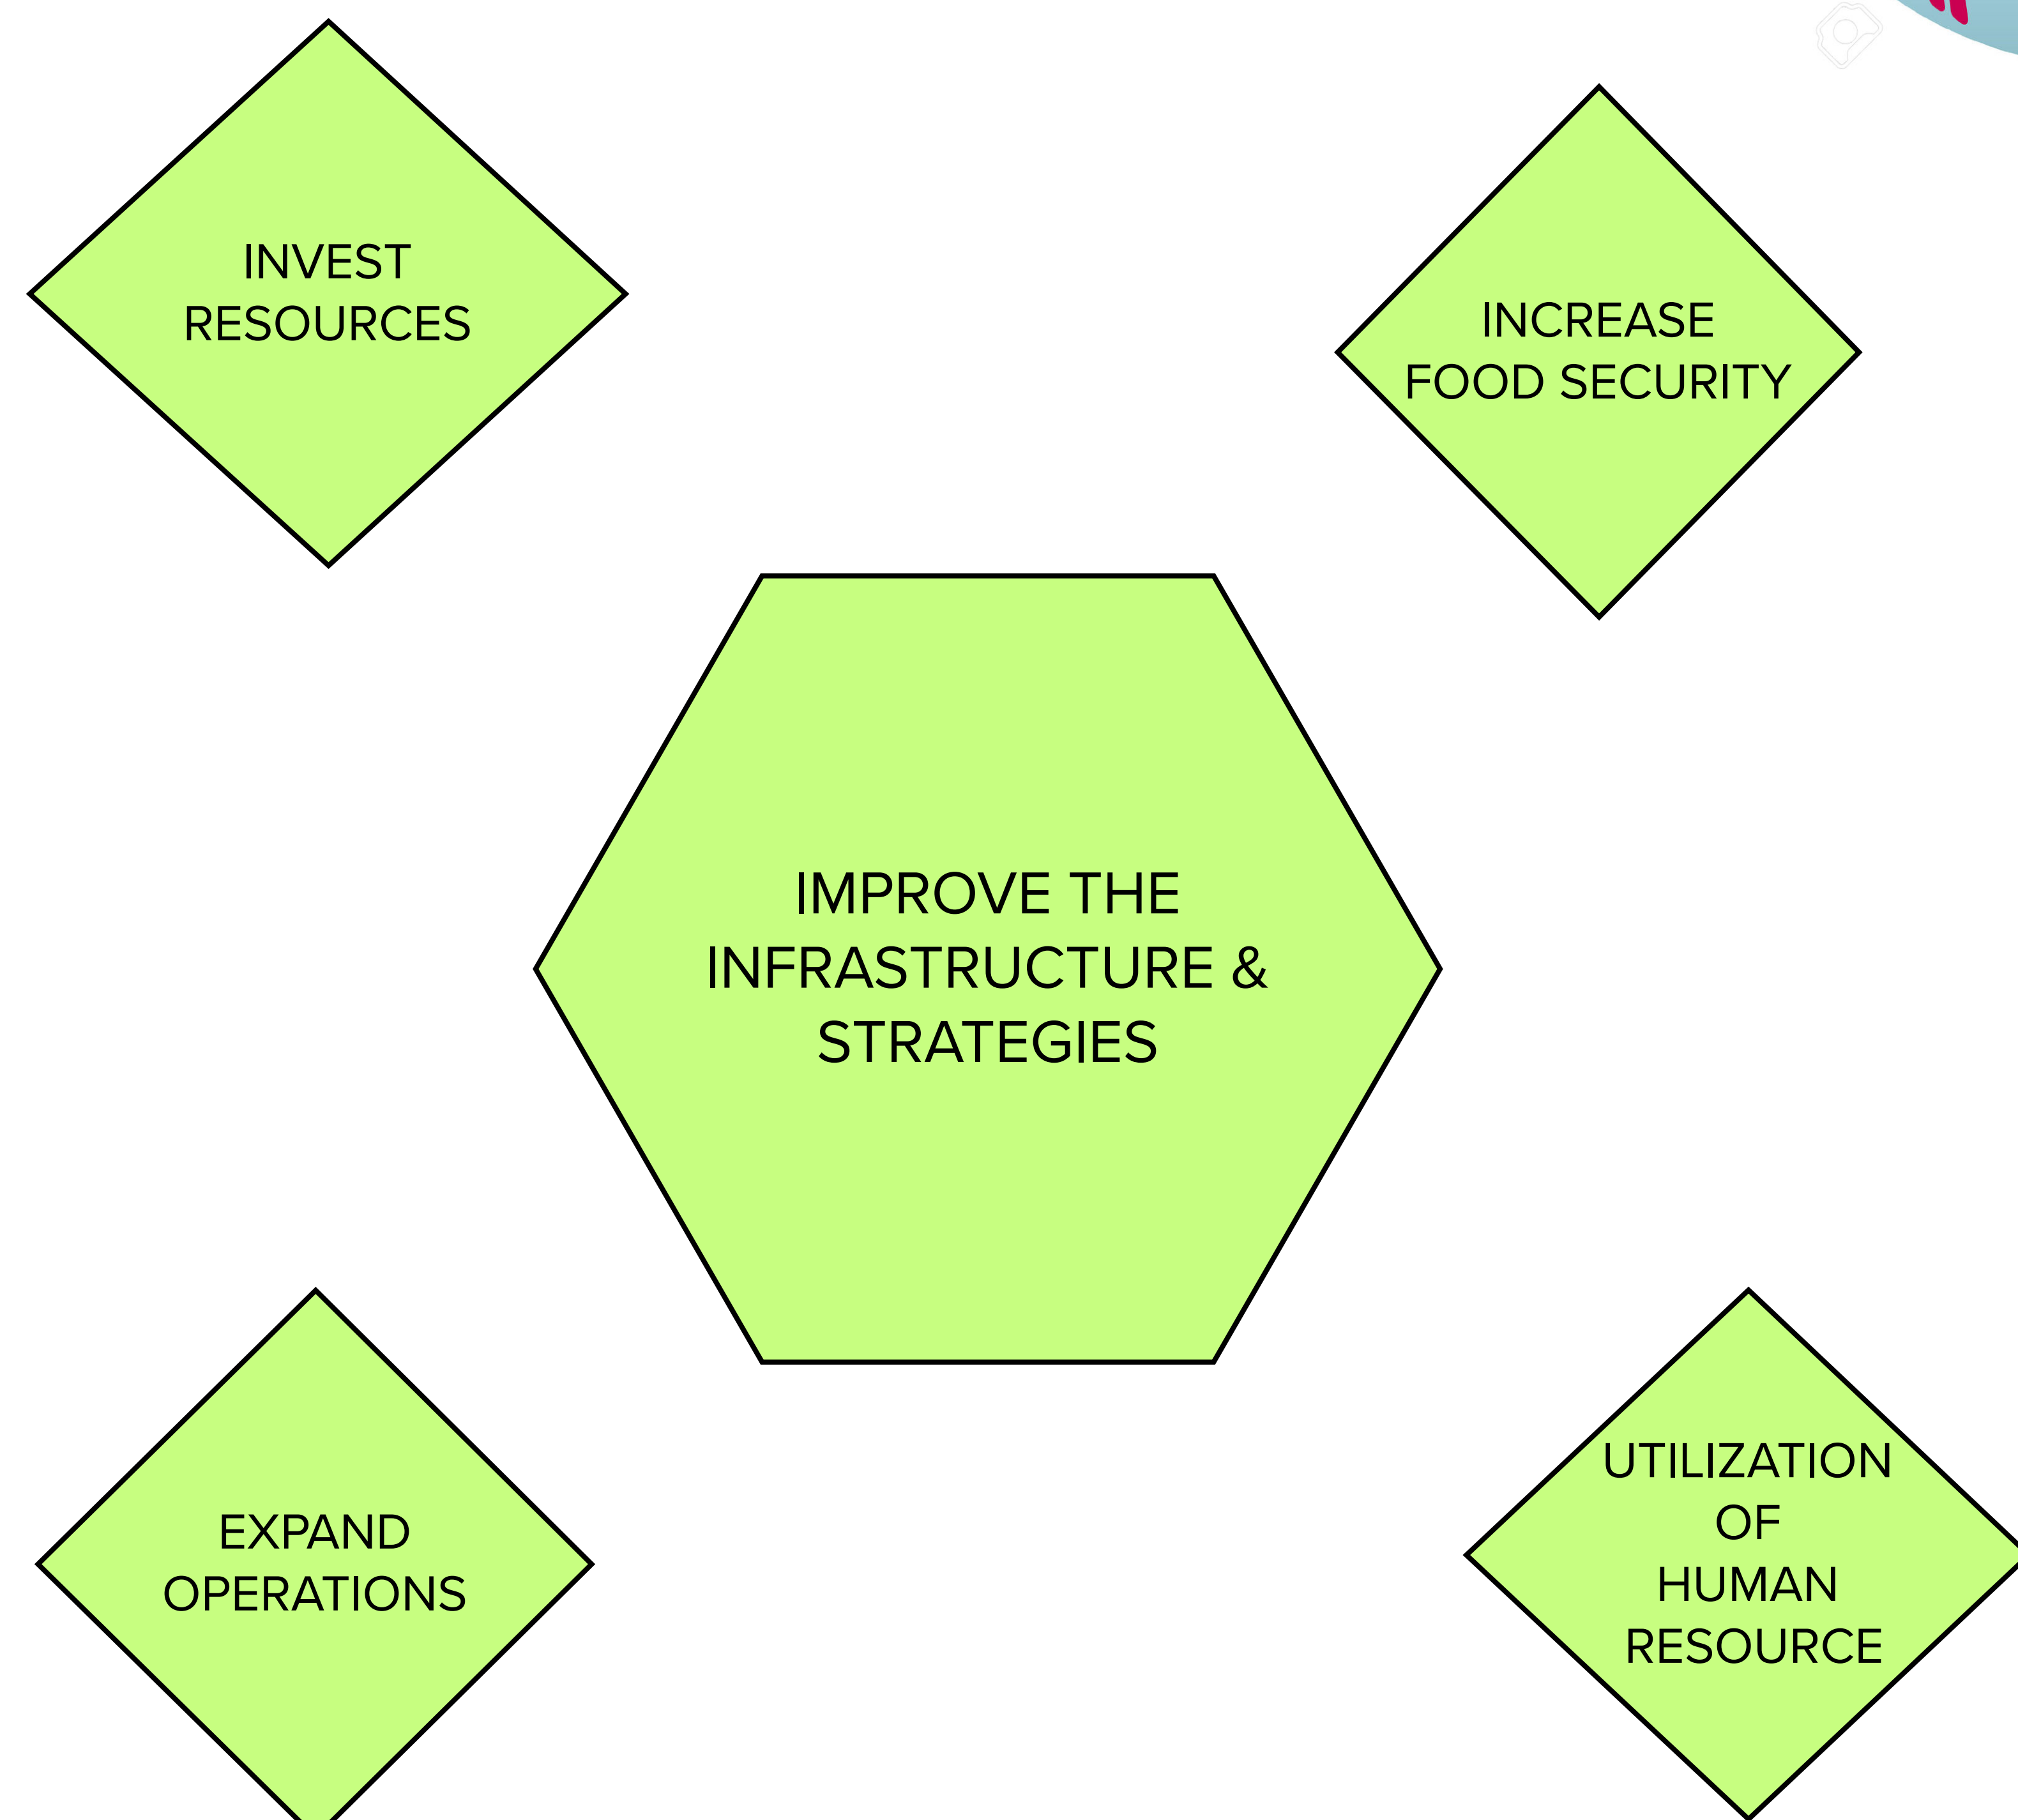 INVEST
RESOURCES
INCREASE
FOOD SECURITY
IMPROVE THE
INFRASTRUCTURE &
STRATEGIES
EXPAND
OPERATIONS
UTILIZATION
OF
HUMAN
RESOURCE